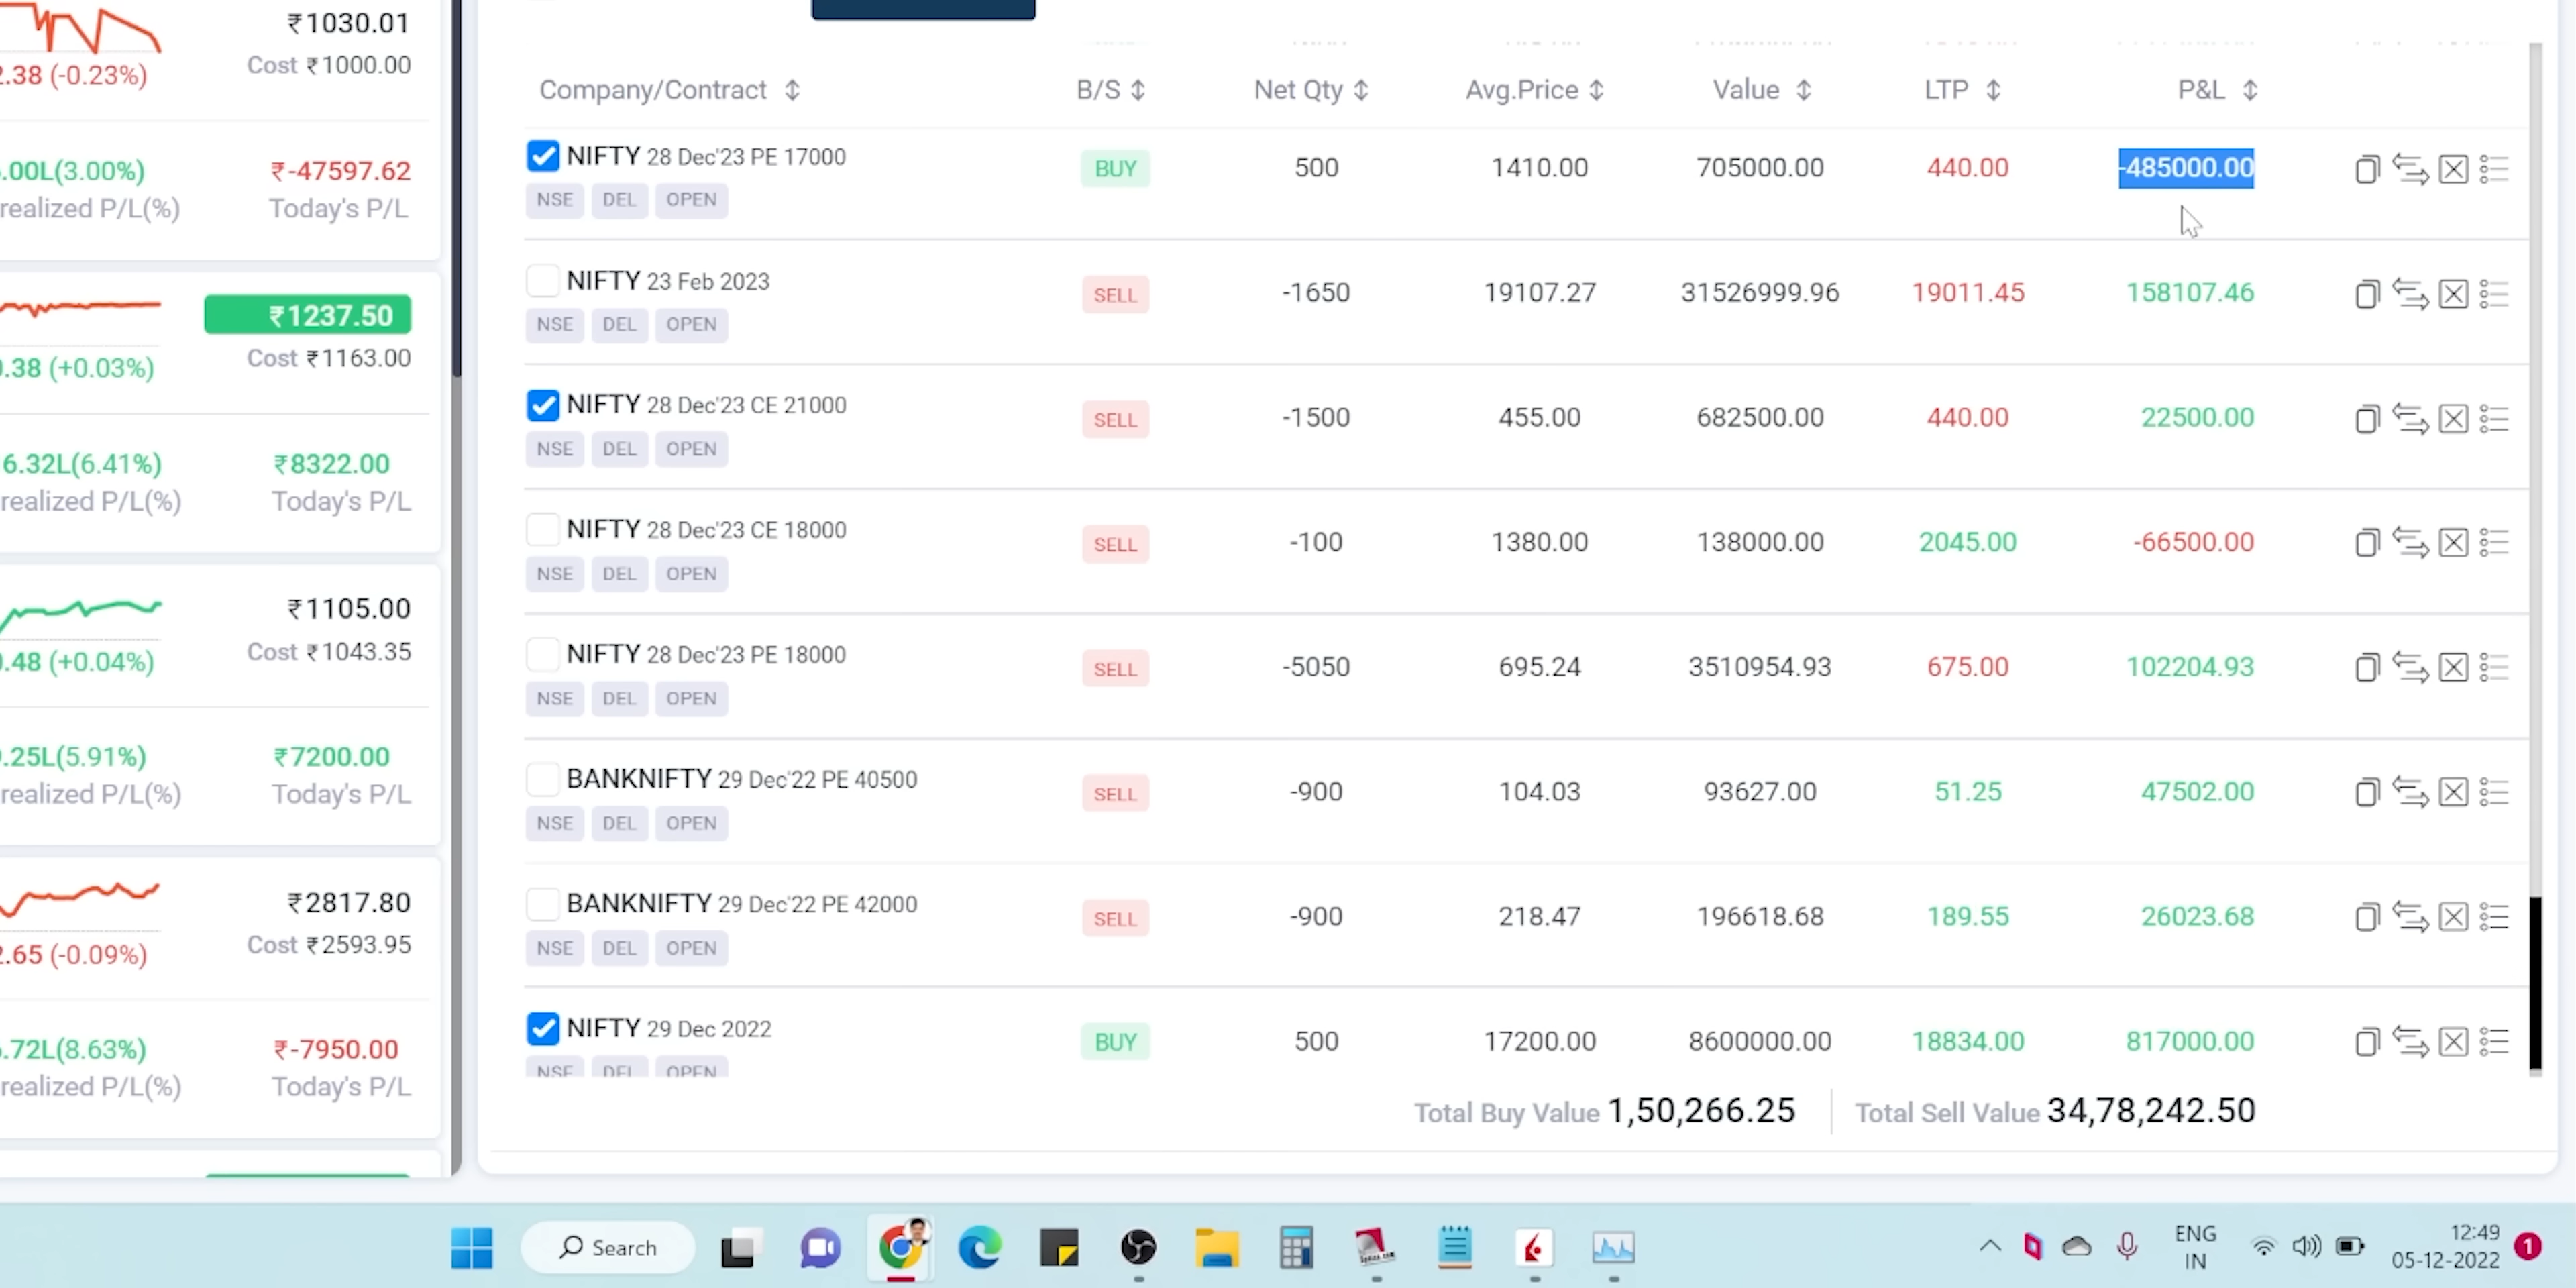 ₹1030.01
Cost ₹1000.00
2.38 (-0.23%)
.00L(3.00%) ₹-47597.62
realized P/L(%) Today's P/L
₹1237.50
Cost ₹1163.00
0.38 (+0.03%)
6.32L(6.41%) ₹8322.00
realized P/L(%) Today's P/L
₹1105.00
Cost ₹1043.35
0.48 (+0.04%)
.25L(5.91%) ₹7200.00
realized P/L(%) Today's P/L
₹2817.80
Cost ₹2593.95
2.65 (-0.09%)
.72L(8.63%) ₹-7950.00
realized P/L(%) Today's P/L
Company/Contract B/S Net Qty Avg.Price Value LTP P&L
NIFTY 28 Dec'23 PE 17000 BUY 500 1410.00 705000.00 440.00 -485000.00
NSE DEL OPEN
NIFTY 23 Feb 2023 SELL -1650 19107.27 31526999.96 19011.45 158107.46
NSE DEL OPEN
NIFTY 28 Dec'23 CE 21000 SELL -1500 455.00 682500.00 440.00 22500.00
NSE DEL OPEN
NIFTY 28 Dec'23 CE 18000 SELL -100 1380.00 138000.00 2045.00 -66500.00
NSE DEL OPEN
NIFTY 28 Dec'23 PE 18000 SELL -5050 695.24 3510954.93 675.00 102204.93
NSE DEL OPEN
BANKNIFTY 29 Dec'22 PE 40500 SELL -900 104.03 93627.00 51.25 47502.00
NSE DEL OPEN
BANKNIFTY 29 Dec'22 PE 42000 SELL -900 218.47 196618.68 189.55 26023.68
NSE DEL OPEN
NIFTY 29 Dec 2022 BUY 500 17200.00 8600000.00 18834.00 817000.00
NSE DEL OPEN
Total Buy Value 1,50,266.25 Total Sell Value 34,78,242.50
Search
ENG
IN
12:49
05-12-2022
1